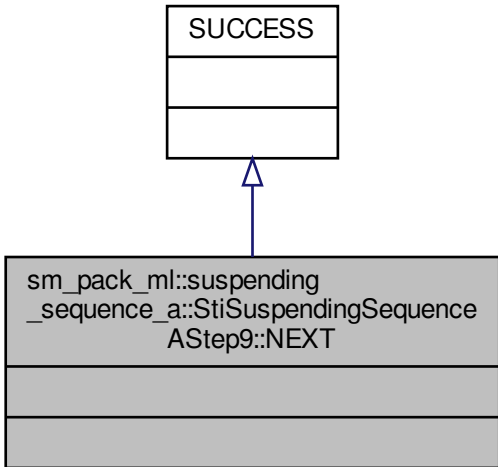 SUCCESS
sm_pack_ml::suspending
_sequence_a::StiSuspendingSequence
AStep9::NEXT